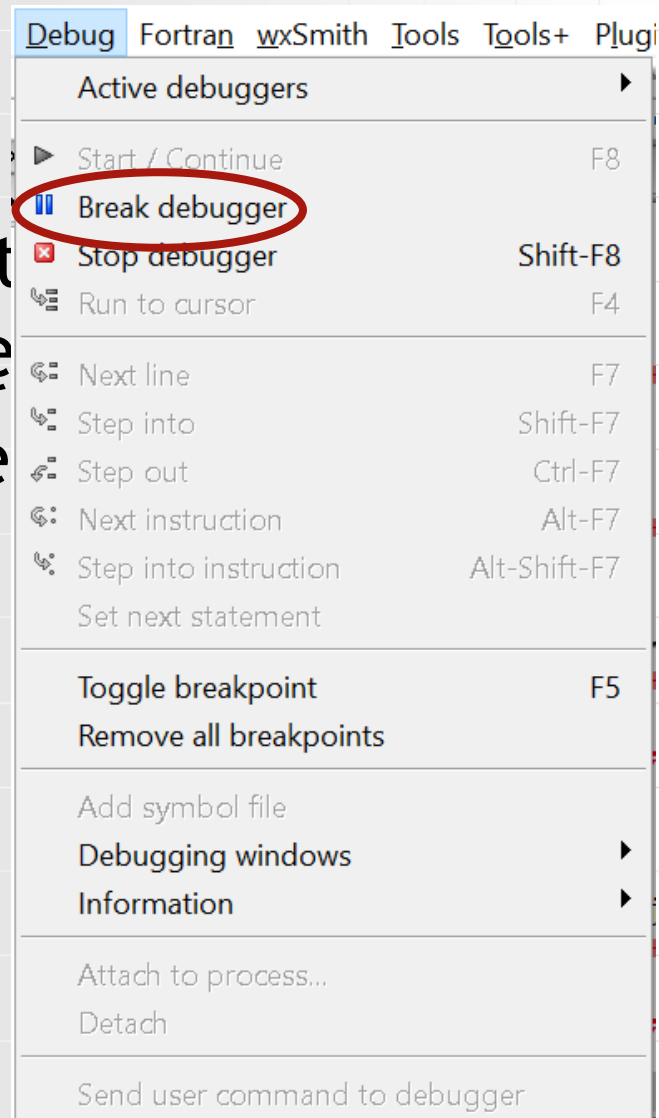 Debug Fortran wxSmith Tools Tools+ Plugi
Active debuggers
Start / Continue F8
Break debugger
Stop debugger Shift-F8
Run to cursor F4
Next line F7
Step into Shift-F7
Step out Ctrl-F7
Next instruction Alt-F7
Step into instruction Alt-Shift-F7
Set next statement
Toggle breakpoint F5
Remove all breakpoints
Add symbol file
Debugging windows
Information
Attach to process...
Detach
Send user command to debugger